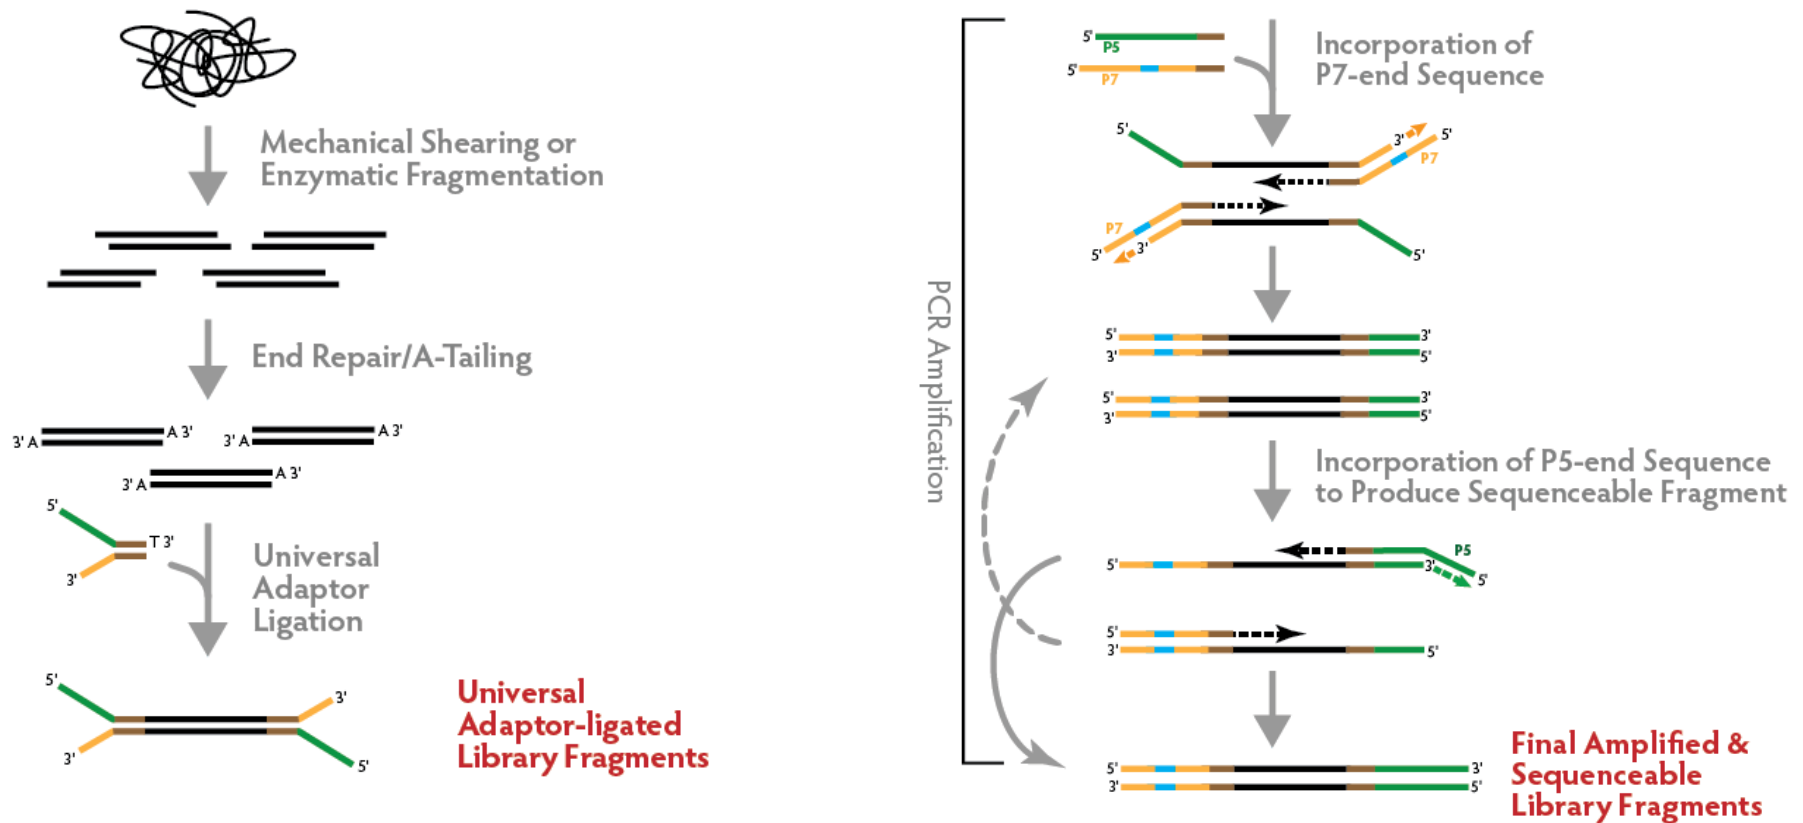 Mechanical Shearing or
Enzymatic Fragmentation
End Repair/A-Tailing
3' A
A 3'
3' A
A 3'
3' A
A 3'
5'
T 3'
3'
Universal
Adaptor
Ligation
5'
3'
3'
5'
Universal
Adaptor-ligated
Library Fragments
PCR Amplification
5'
P5
5'
P7
Incorporation of
P7-end Sequence
5'
3'
5'
P7
P7
5'
3'
5'
5'
3'
3'
5'
5'
3'
3'
5'
Incorporation of P5-end Sequence
to Produce Sequenceable Fragment
P5
5'
3'
5'
5'
3'
5'
5'
3'
3'
5'
Final Amplified &
Sequenceable
Library Fragments